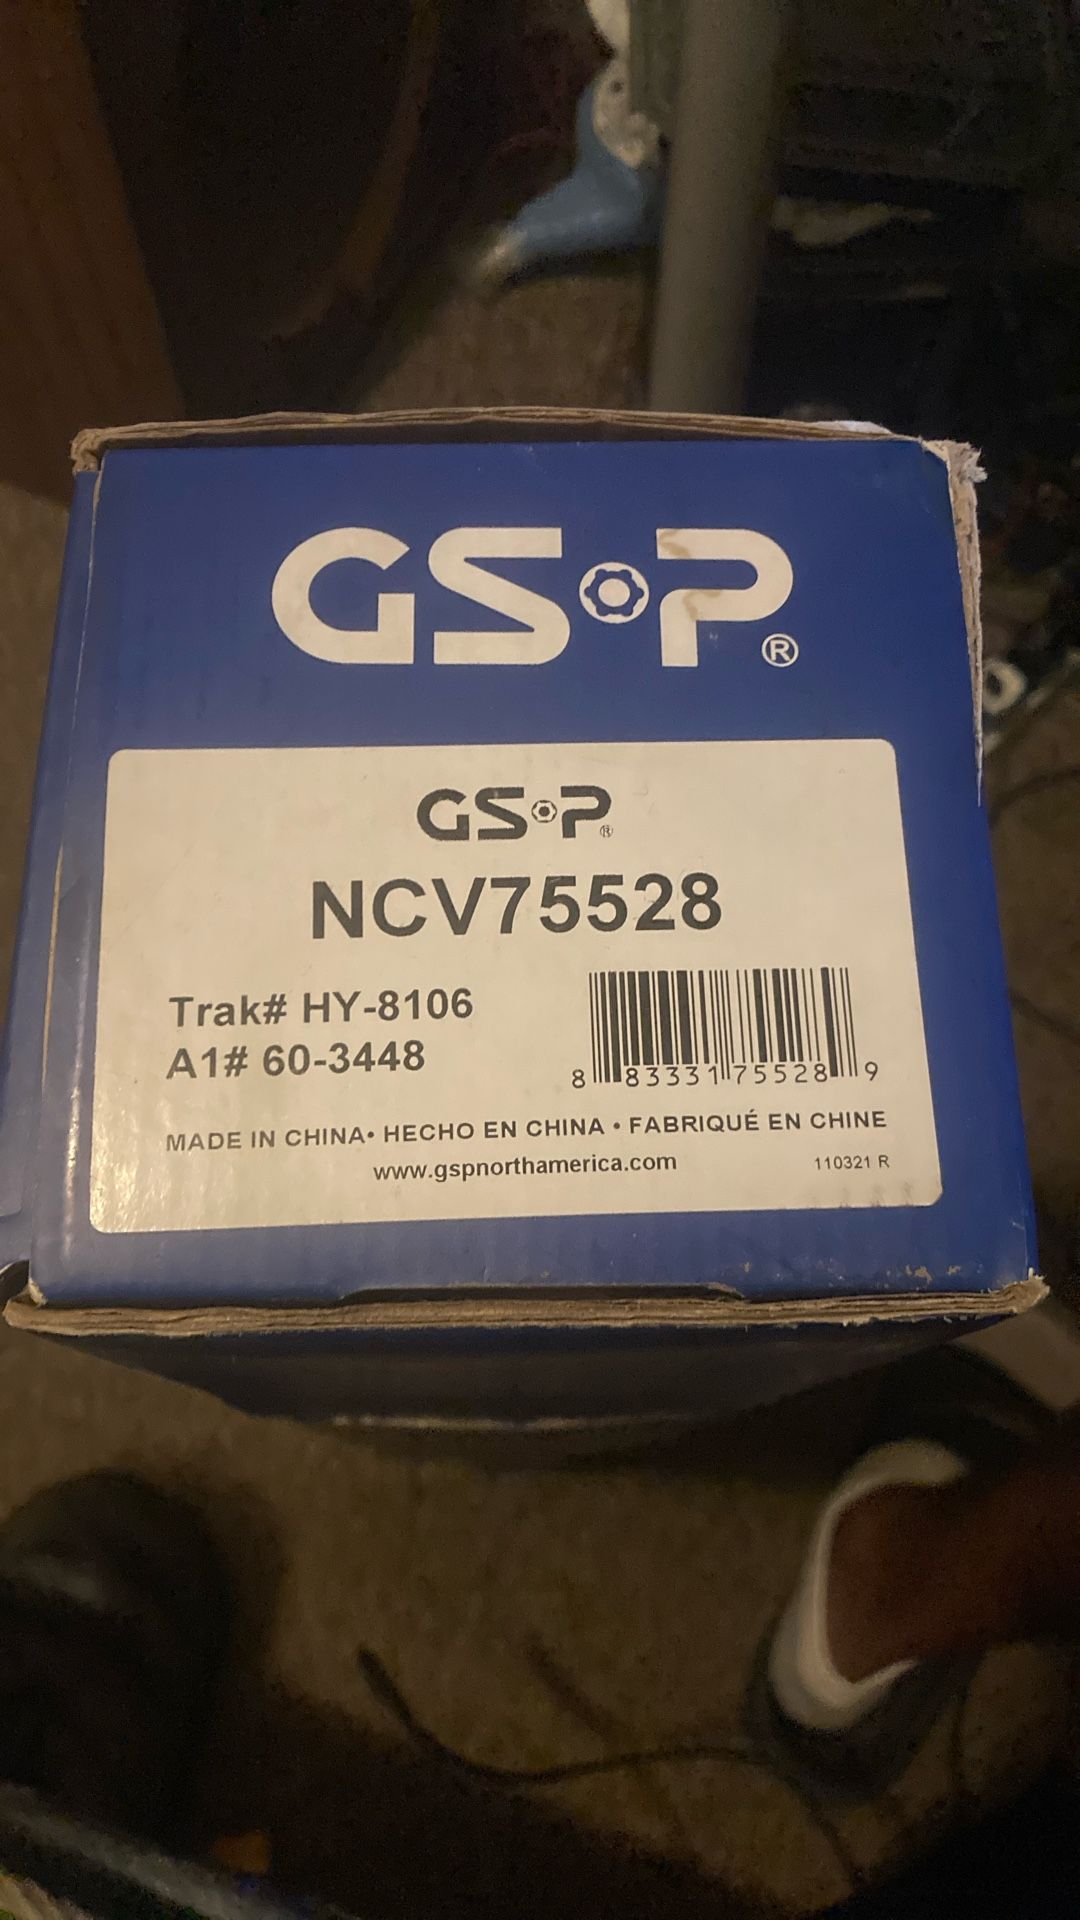 GSP®
GSP®
NCV75528
Trak# HY-8106
A1# 60-3448
8 83331 75528 9
MADE IN CHINA• HECHO EN CHINA • FABRIQUÉ EN CHINE
www.gspnorthamerica.com
110321 R